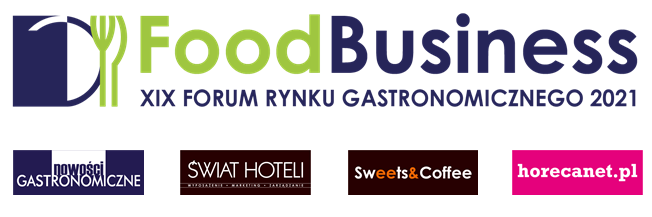 FoodBusiness
XIX FORUM RYNKU GASTRONOMICZNEGO 2021
nowości
GASTRONOMICZNE
ŚWIAT HOTELI
WYPOSAŻENIE • MARKETING • ZARZĄDZANIE
Sweets&Coffee
horecanet.pl